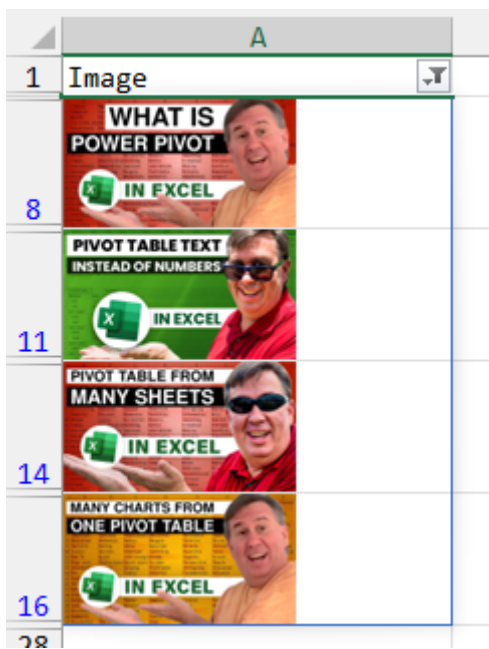 A
1 Image
WHAT IS
POWER PIVOT
X IN EXCEL
8
PIVOT TABLE TEXT
INSTEAD OF NUMBERS
X IN EXCEL
11
PIVOT TABLE FROM
MANY SHEETS
X IN EXCEL
14
MANY CHARTS FROM
ONE PIVOT TABLE
X IN EXCEL
16
28